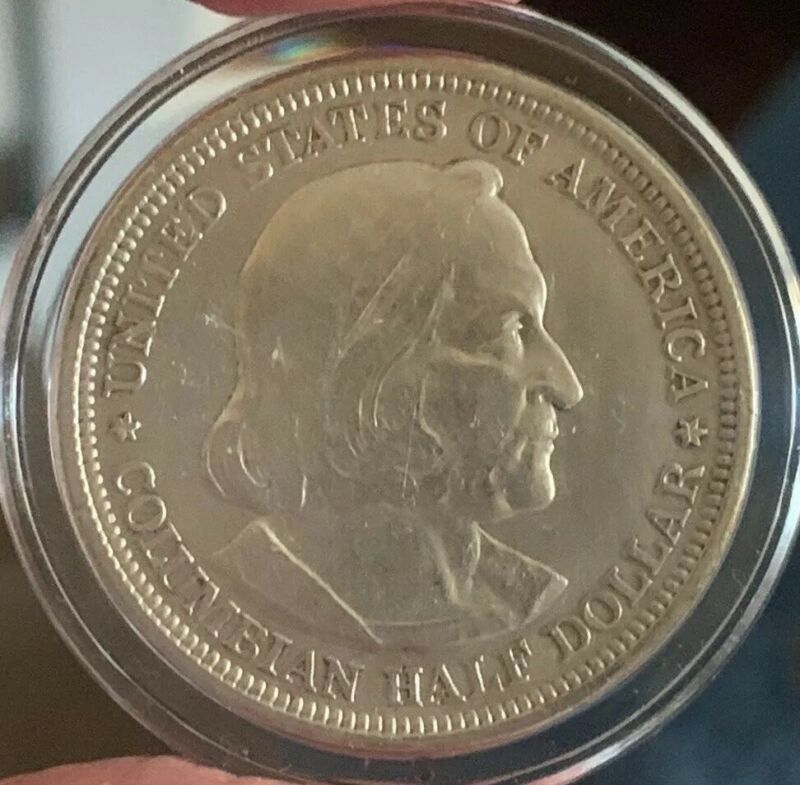 UNITED STATES OF AMERICA
COLUMBIAN HALF DOLLAR